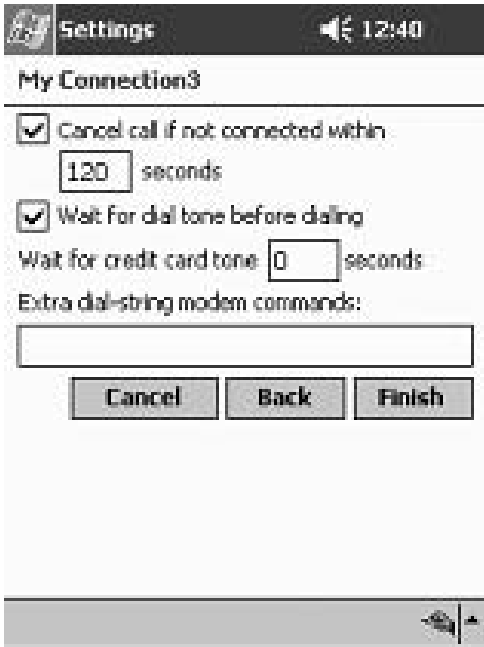 Settings 12:40
My Connection3
Cancel call if not connected within
120 seconds
Wait for dial tone before dialing
Wait for credit card tone 0 seconds
Extra dial-string modem commands:
Cancel Back Finish